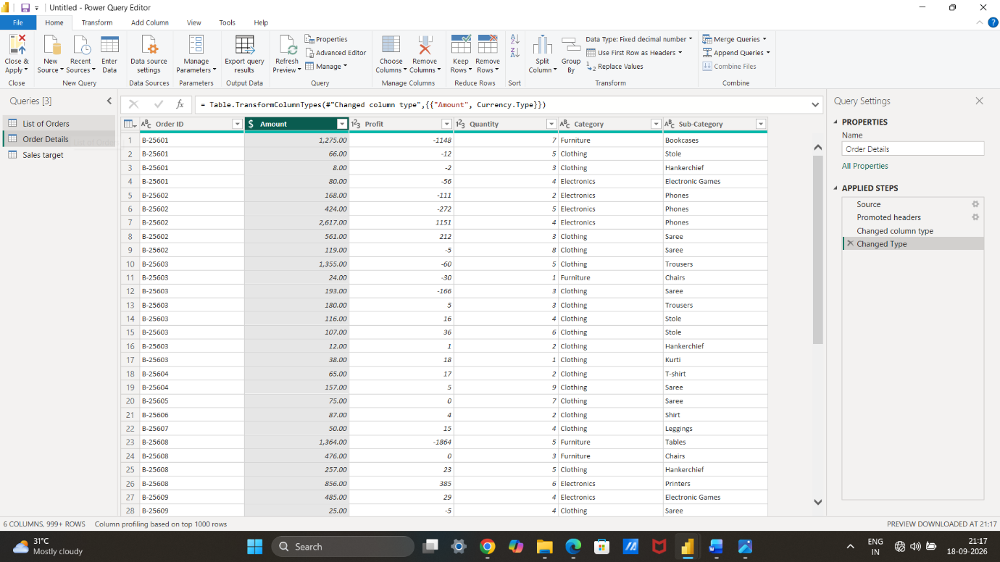 Untitled - Power Query Editor
File Home Transform Add Column View Tools Help
Close & Apply
New Source
Recent Sources
Enter Data
Data source settings
Manage Parameters
Export query results
Refresh Preview
Properties
Advanced Editor
Manage
Choose Columns
Remove Columns
Keep Rows
Remove Rows
Split Column
Group By
Data Type: Fixed decimal number
Use First Row as Headers
Replace Values
Merge Queries
Append Queries
Combine Files
Close New Query Data Sources Parameters Output Data Query Manage Columns Reduce Rows Sort Transform Combine
Queries [3]
List of Orders
Order Details
Sales target
fx = Table.TransformColumnTypes(#"Changed column type",{{"Amount", Currency.Type}})
ABC Order ID $ Amount 123 Profit 123 Quantity ABC Category ABC Sub-Category
1 B-25601 1,275.00 -1148 7 Furniture Bookcases
2 B-25601 66.00 -12 5 Clothing Stole
3 B-25601 8.00 -2 3 Clothing Hankerchief
4 B-25601 80.00 -56 4 Electronics Electronic Games
5 B-25602 168.00 -111 2 Electronics Phones
6 B-25602 424.00 -272 5 Electronics Phones
7 B-25602 2,617.00 1151 4 Electronics Phones
8 B-25602 561.00 212 3 Clothing Saree
9 B-25602 119.00 -5 8 Clothing Saree
10 B-25603 1,355.00 -60 5 Clothing Trousers
11 B-25603 24.00 -30 1 Furniture Chairs
12 B-25603 193.00 -166 3 Clothing Saree
13 B-25603 180.00 5 3 Clothing Trousers
14 B-25603 116.00 16 4 Clothing Stole
15 B-25603 107.00 36 6 Clothing Stole
16 B-25603 12.00 1 2 Clothing Hankerchief
17 B-25603 38.00 18 1 Clothing Kurti
18 B-25604 65.00 17 2 Clothing T-shirt
19 B-25604 157.00 5 9 Clothing Saree
20 B-25605 75.00 0 7 Clothing Saree
21 B-25606 87.00 4 2 Clothing Shirt
22 B-25607 50.00 15 4 Clothing Leggings
23 B-25608 1,364.00 -1864 5 Furniture Tables
24 B-25608 476.00 0 3 Furniture Chairs
25 B-25608 257.00 23 5 Clothing Hankerchief
26 B-25608 856.00 385 6 Electronics Printers
27 B-25609 485.00 29 4 Electronics Electronic Games
28 B-25609 25.00 -5 4 Clothing Saree
Query Settings
PROPERTIES
Name
Order Details
All Properties
APPLIED STEPS
Source
Promoted headers
Changed column type
Changed Type
6 COLUMNS, 999+ ROWS Column profiling based on top 1000 rows PREVIEW DOWNLOADED AT 21:17
31°C
Mostly cloudy
Search
ENG
IN
21:17
18-09-2026